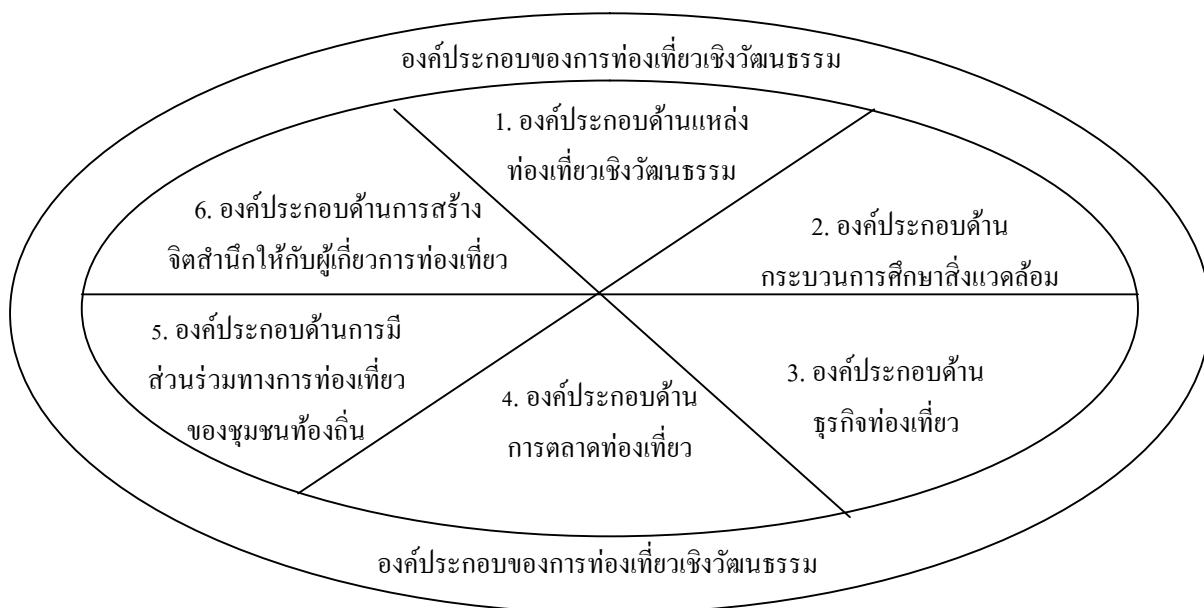 องค์ประกอบของการท่องเที่ยวเชิงวัฒนธรรม
1. องค์ประกอบด้านแหล่ง
ท่องเที่ยวเชิงวัฒนธรรม
2. องค์ประกอบด้าน
กระบวนการศึกษาสิ่งแวดล้อม
3. องค์ประกอบด้าน
ธุรกิจท่องเที่ยว
4. องค์ประกอบด้าน
การตลาดท่องเที่ยว
5. องค์ประกอบด้านการมี
ส่วนร่วมทางการท่องเที่ยว
ของชุมชนท้องถิ่น
6. องค์ประกอบด้านการสร้าง
จิตสำนึกให้กับผู้เกี่ยวการท่องเที่ยว
องค์ประกอบของการท่องเที่ยวเชิงวัฒนธรรม